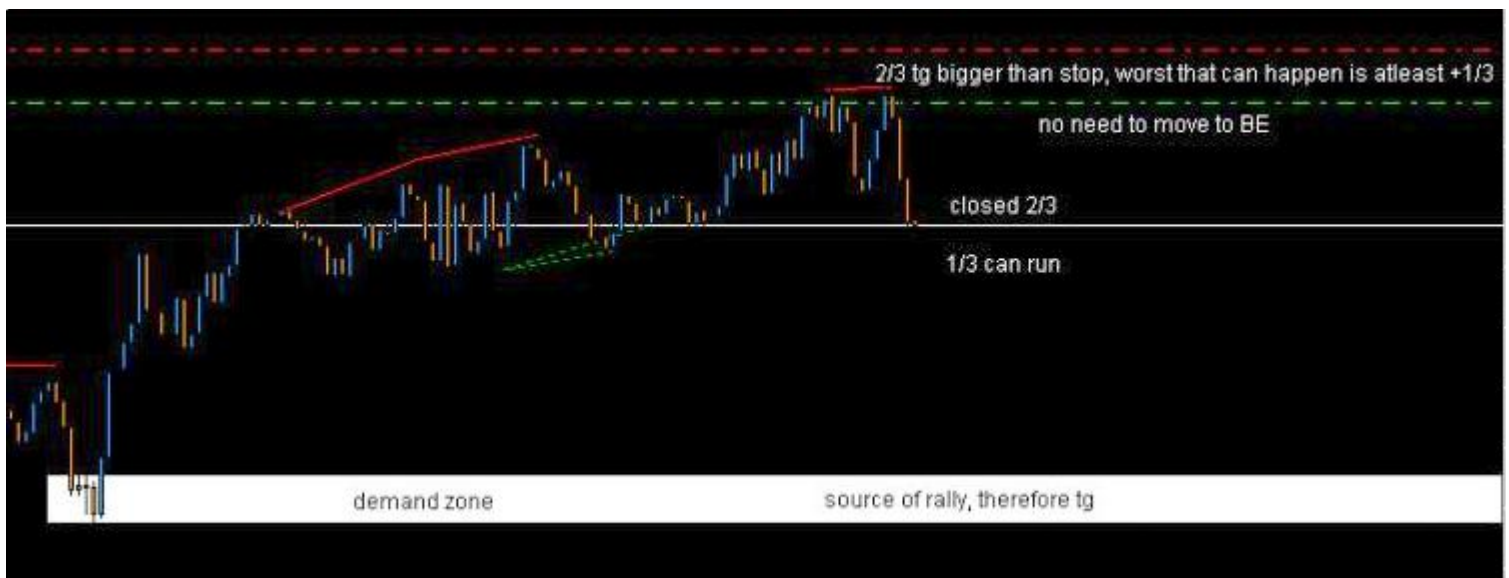 2/3 tg bigger than stop, worst that can happen is atleast +1/3
no need to move to BE
closed 2/3
1/3 can run
demand zone
source of rally, therefore tg